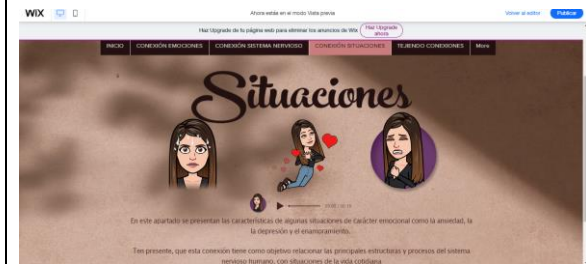 WiX
Ahora estás en el modo Vista previa
Volver al editor
Publicar
Haz Upgrade de tu página web para eliminar los anuncios de Wix
Haz Upgrade
ahora
INICIO
CONEXIÓN EMOCIONES
CONEXIÓN SISTEMA NERVIOSO
CONEXIÓN SITUACIONES
TEJIENDO CONEXIONES
More
Situaciones
En este apartado se presentan las características de algunas situaciones de carácter emocional como la ansiedad, la
la depresión y el enamoramiento.
Ten presente, que esta conexión tiene como objetivo relacionar las principales estructuras y procesos del sistema
nervioso humano, con situaciones de la vida cotidiana